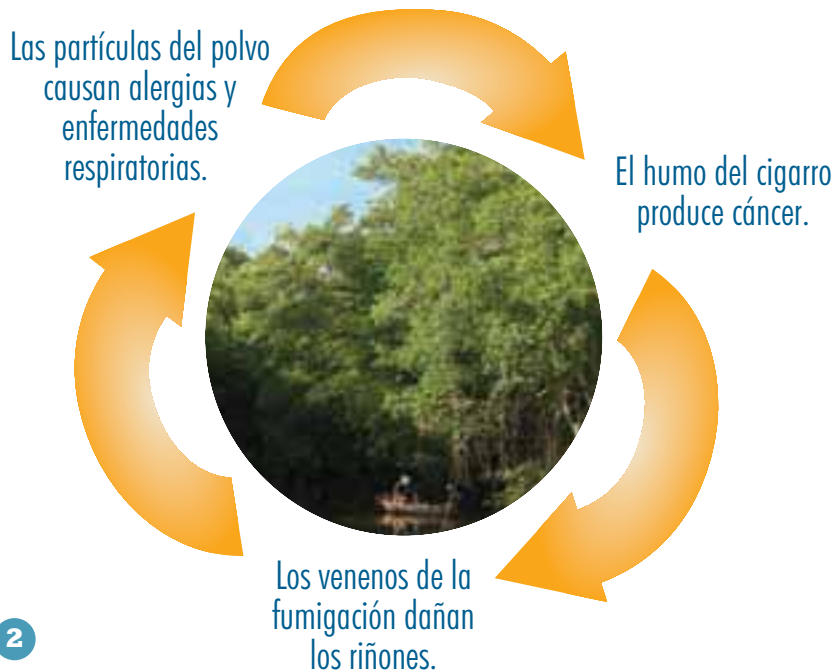 Las partículas del polvo
causan alergias y
enfermedades
respiratorias.
El humo del cigarro
produce cáncer.
Los venenos de la
fumigación dañan
los riñones.
2